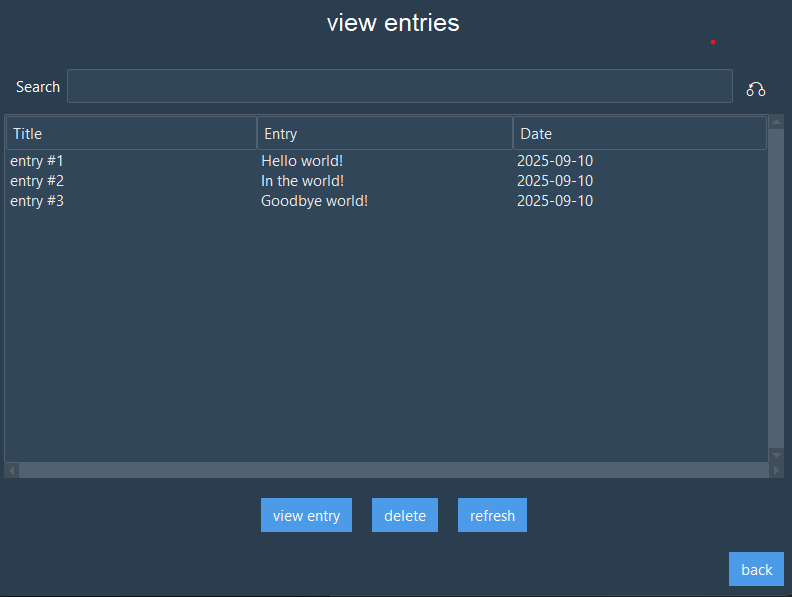 view entries
Search
Title Entry Date
entry #1 Hello world! 2025-09-10
entry #2 In the world! 2025-09-10
entry #3 Goodbye world! 2025-09-10
view entry delete refresh
back